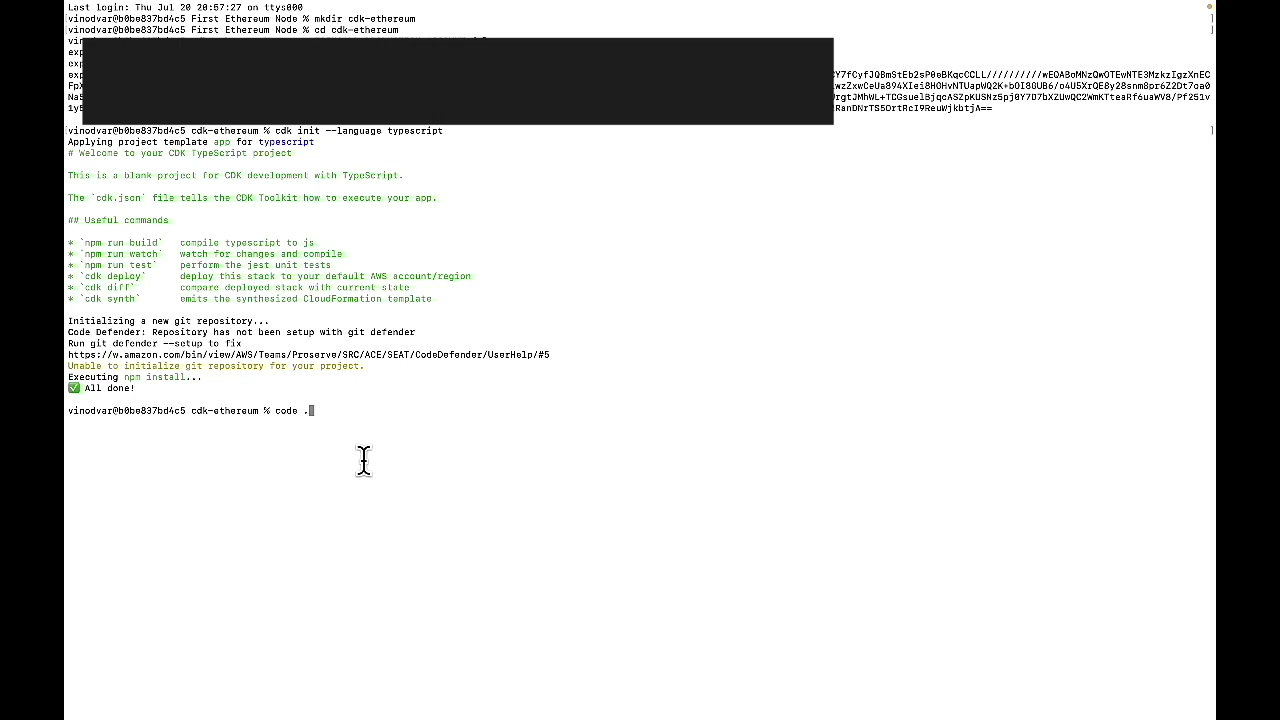 Last login: Thu Jul 20 20:57:27 on ttys000
vinodvar@b0be837bd4c5 First Ethereum Node % mkdir cdk-ethereum
vinodvar@b0be837bd4c5 First Ethereum Node % cd cdk-ethereum
vinodvar@b0be837bd4c5 cdk-ethereum % cdk init --language typescript
Applying project template app for typescript
# Welcome to your CDK TypeScript project
This is a blank project for CDK development with TypeScript.
The `cdk.json` file tells the CDK Toolkit how to execute your app.
## Useful commands
* `npm run build` compile typescript to js
* `npm run watch` watch for changes and compile
* `npm run test` perform the jest unit tests
* `cdk deploy` deploy this stack to your default AWS account/region
* `cdk diff` compare deployed stack with current state
* `cdk synth` emits the synthesized CloudFormation template
Initializing a new git repository...
Code Defender: Repository has not been setup with git defender
Run git defender --setup to fix
https://w.amazon.com/bin/view/AWS/Teams/Proserve/SRC/ACE/SEAT/CodeDefender/UserHelp/#5
Unable to initialize git repository for your project.
Executing npm install...
✅ All done!
vinodvar@b0be837bd4c5 cdk-ethereum % code .